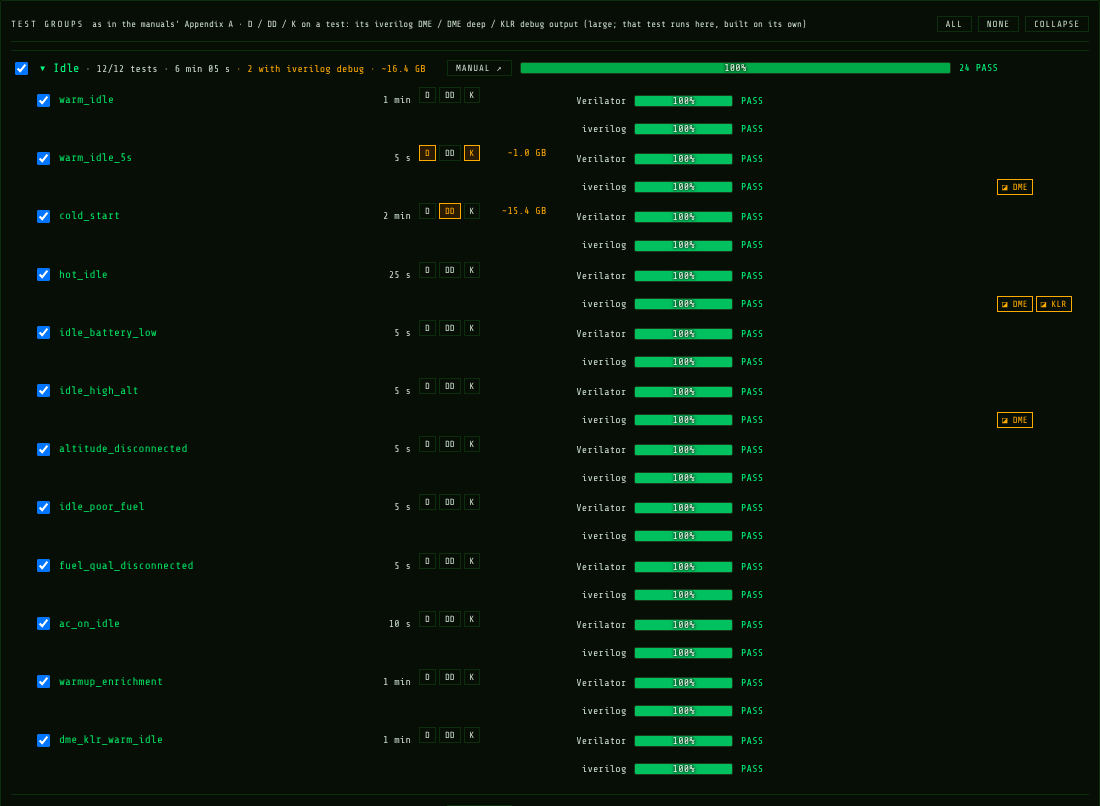 TEST GROUPS as in the manuals' Appendix A · D / DD / K on a test: its iverilog DME / DME deep / KLR debug output (large; that test runs here, built on its own) ALL NONE COLLAPSE
▾ Idle · 12/12 tests · 6 min 05 s · 2 with iverilog debug · ~16.4 GB MANUAL ↗ 100% 24 PASS
warm_idle 1 min D DD K Verilator 100% PASS
iverilog 100% PASS
warm_idle_5s 5 s D DD K ~1.0 GB Verilator 100% PASS
iverilog 100% PASS ◪ DME
cold_start 2 min D DD K ~15.4 GB Verilator 100% PASS
iverilog 100% PASS
hot_idle 25 s D DD K Verilator 100% PASS
iverilog 100% PASS ◪ DME ◪ KLR
idle_battery_low 5 s D DD K Verilator 100% PASS
iverilog 100% PASS
idle_high_alt 5 s D DD K Verilator 100% PASS
iverilog 100% PASS ◪ DME
altitude_disconnected 5 s D DD K Verilator 100% PASS
iverilog 100% PASS
idle_poor_fuel 5 s D DD K Verilator 100% PASS
iverilog 100% PASS
fuel_qual_disconnected 5 s D DD K Verilator 100% PASS
iverilog 100% PASS
ac_on_idle 10 s D DD K Verilator 100% PASS
iverilog 100% PASS
warmup_enrichment 1 min D DD K Verilator 100% PASS
iverilog 100% PASS
dme_klr_warm_idle 1 min D DD K Verilator 100% PASS
iverilog 100% PASS